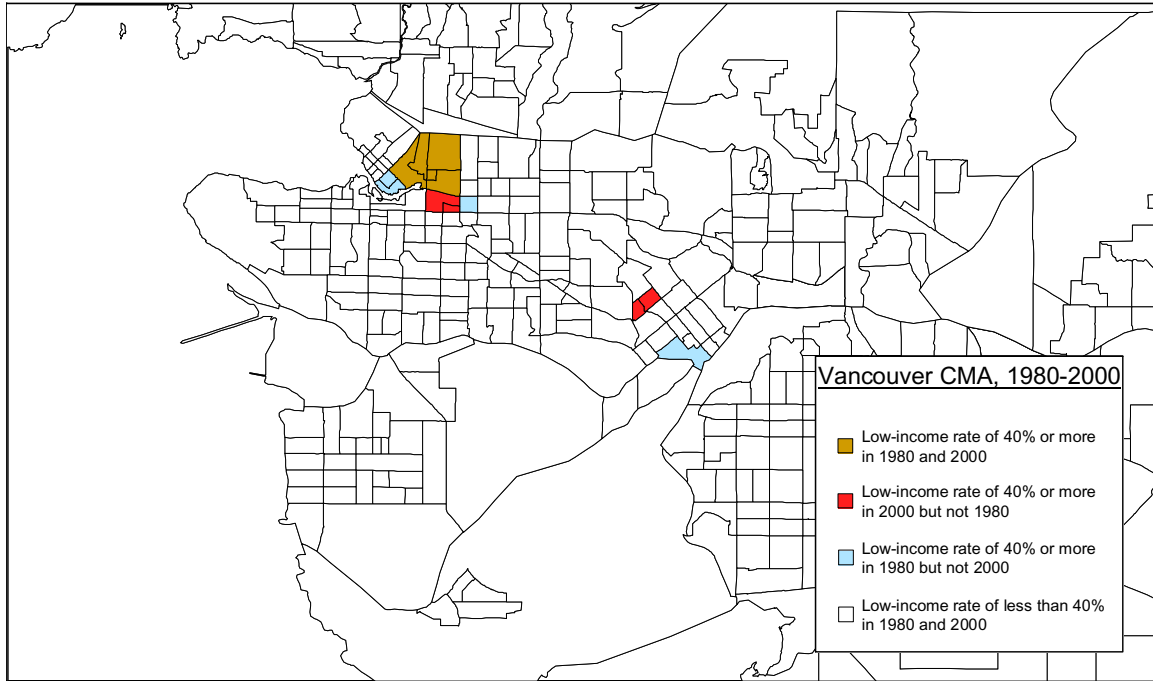 Vancouver CMA, 1980-2000
Low-income rate of 40% or more
in 1980 and 2000
Low-income rate of 40% or more
in 2000 but not 1980
Low-income rate of 40% or more
in 1980 but not 2000
Low-income rate of less than 40%
in 1980 and 2000